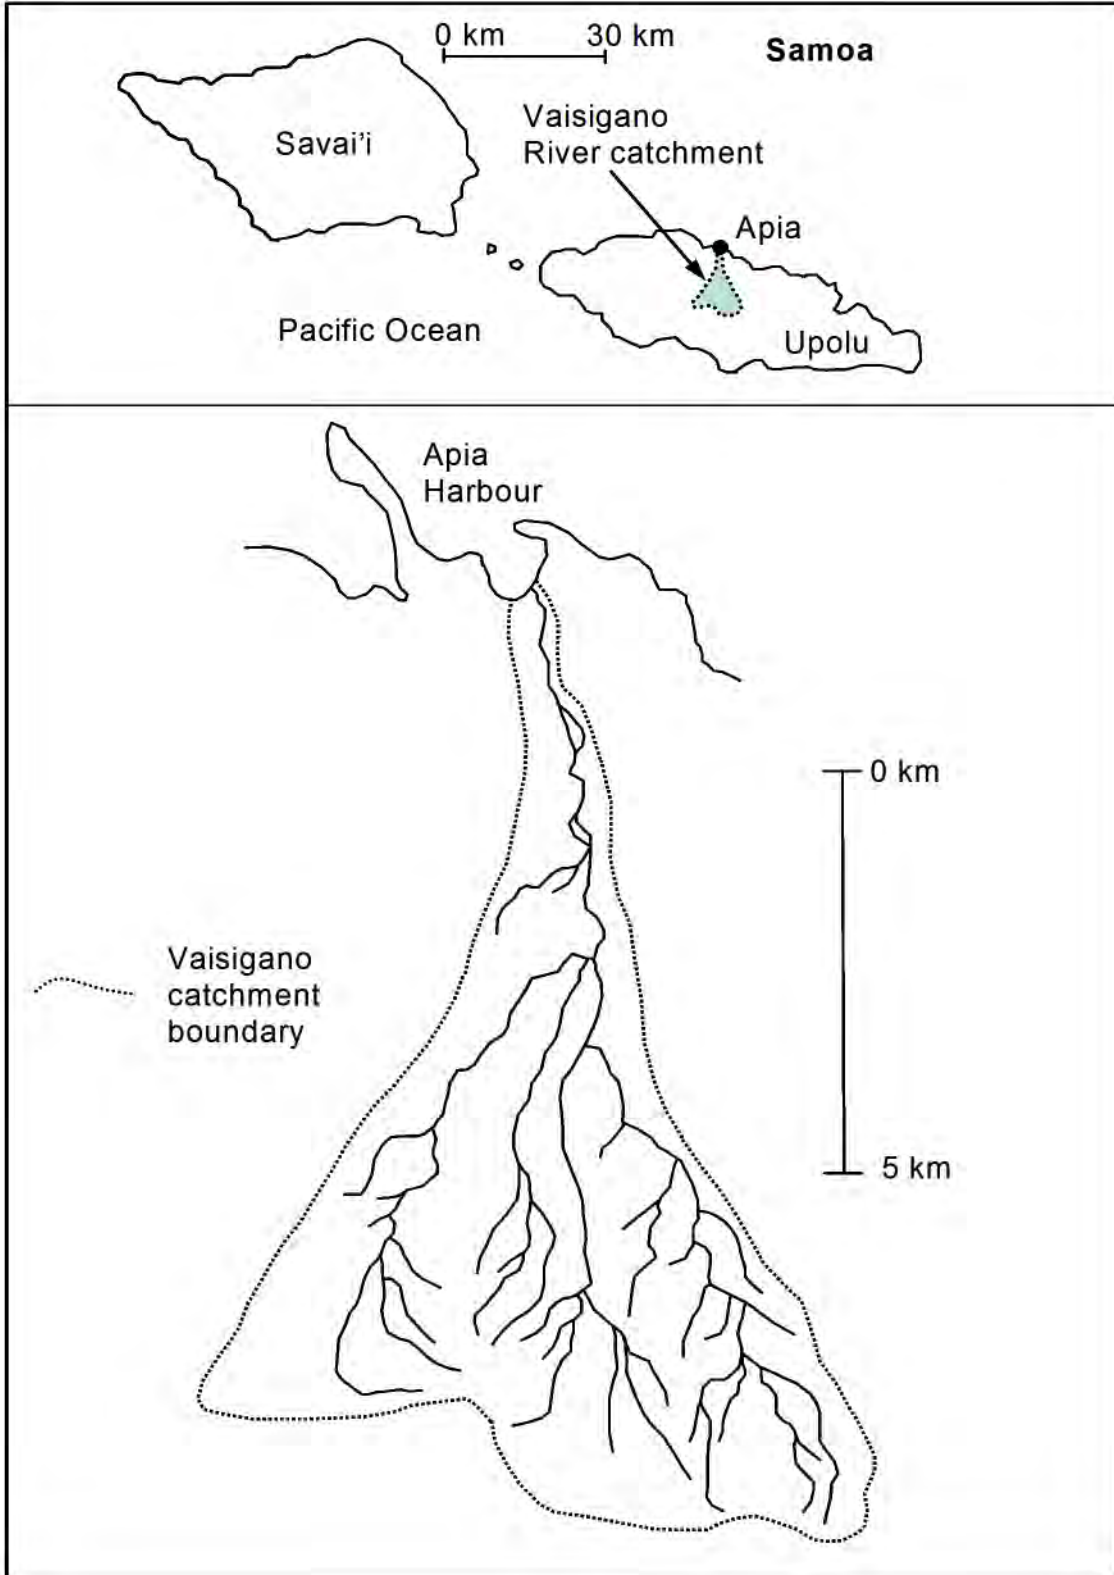 0 km
30 km
Samoa
Savai'i
Vaisigano
River catchment
Apia
Pacific Ocean
Upolu
Apia
Harbour
0 km
Vaisigano
catchment
boundary
5 km